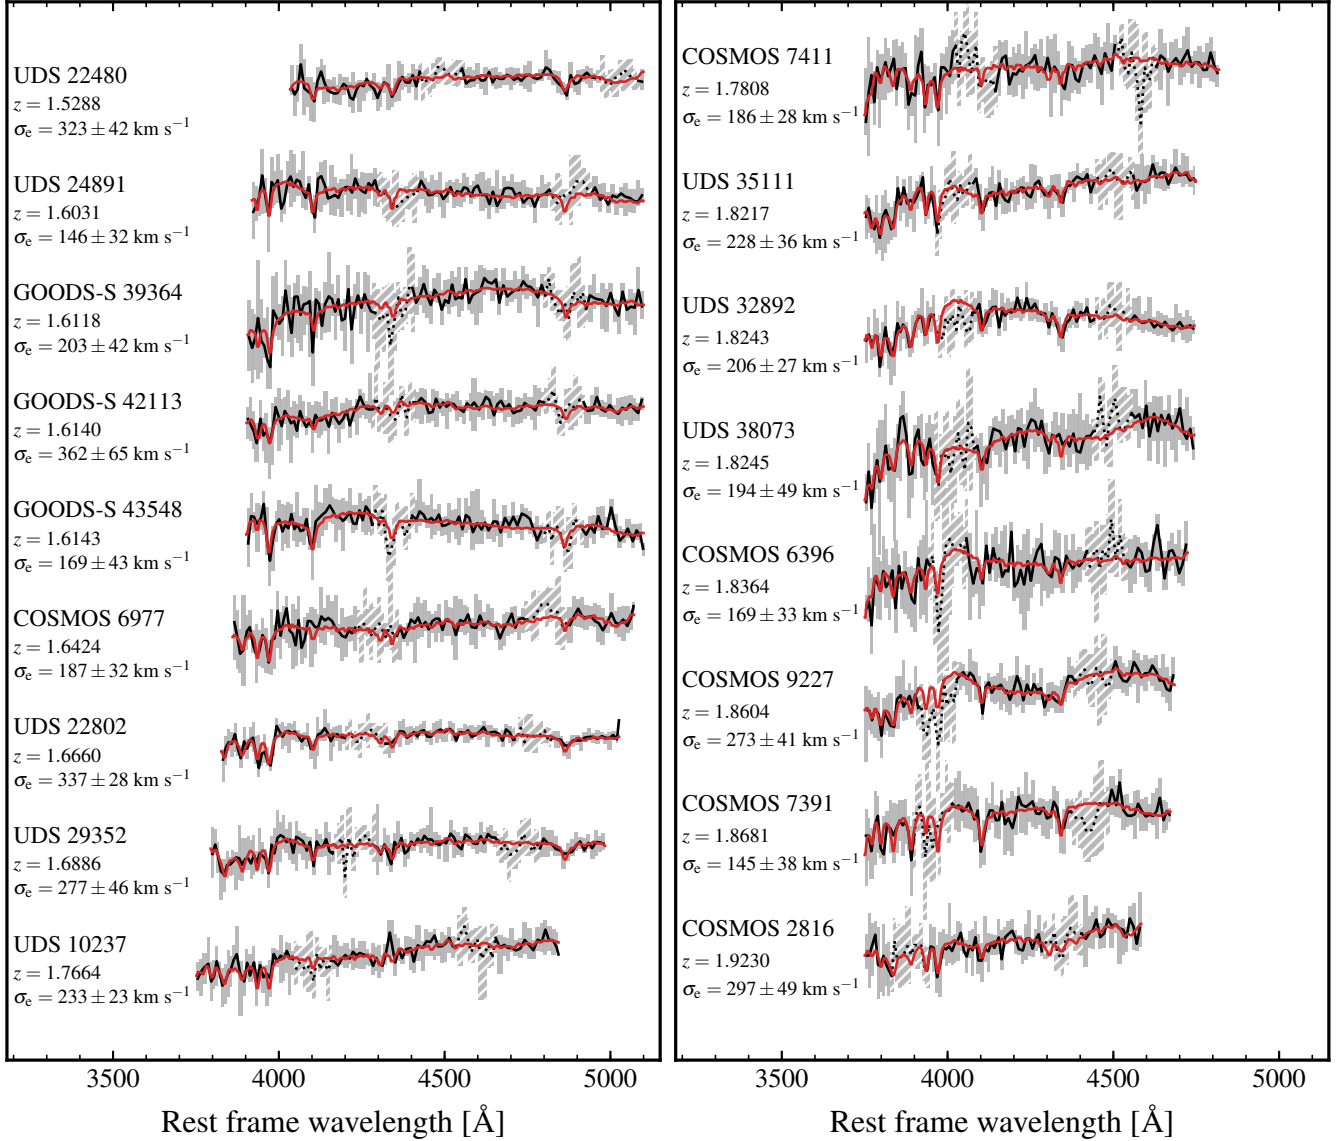 UDS 22480
z = 1.5288
σe = 323 ± 42 km s−1
UDS 24891
z = 1.6031
σe = 146 ± 32 km s−1
GOODS-S 39364
z = 1.6118
σe = 203 ± 42 km s−1
GOODS-S 42113
z = 1.6140
σe = 362 ± 65 km s−1
GOODS-S 43548
z = 1.6143
σe = 169 ± 43 km s−1
COSMOS 6977
z = 1.6424
σe = 187 ± 32 km s−1
UDS 22802
z = 1.6660
σe = 337 ± 28 km s−1
UDS 29352
z = 1.6886
σe = 277 ± 46 km s−1
UDS 10237
z = 1.7664
σe = 233 ± 23 km s−1
3500 4000 4500 5000
Rest frame wavelength [Å]
COSMOS 7411
z = 1.7808
σe = 186 ± 28 km s−1
UDS 35111
z = 1.8217
σe = 228 ± 36 km s−1
UDS 32892
z = 1.8243
σe = 206 ± 27 km s−1
UDS 38073
z = 1.8245
σe = 194 ± 49 km s−1
COSMOS 6396
z = 1.8364
σe = 169 ± 33 km s−1
COSMOS 9227
z = 1.8604
σe = 273 ± 41 km s−1
COSMOS 7391
z = 1.8681
σe = 145 ± 38 km s−1
COSMOS 2816
z = 1.9230
σe = 297 ± 49 km s−1
3500 4000 4500 5000
Rest frame wavelength [Å]